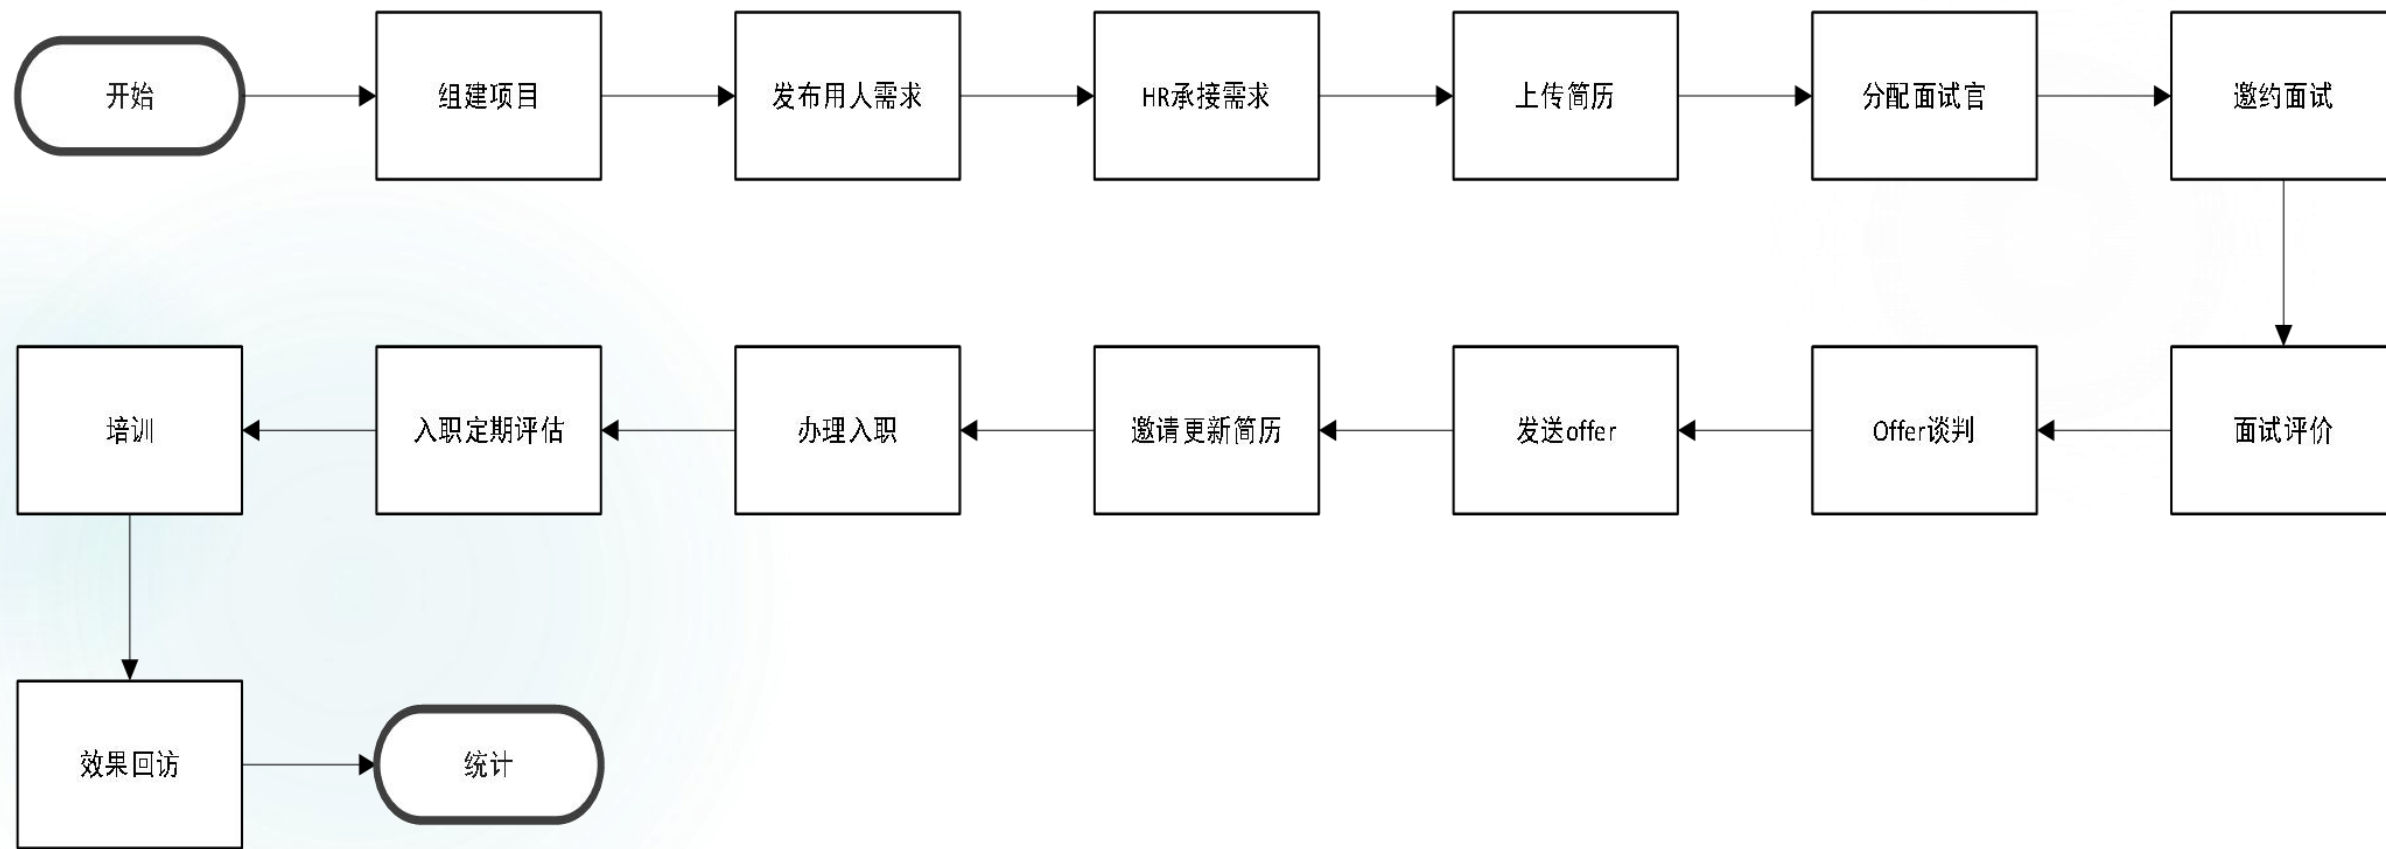 开始
组建项目
发布用人需求
HR承接需求
上传简历
分配面试官
邀约面试
面试评价
Offer谈判
发送offer
邀请更新简历
办理入职
入职定期评估
培训
效果回访
统计